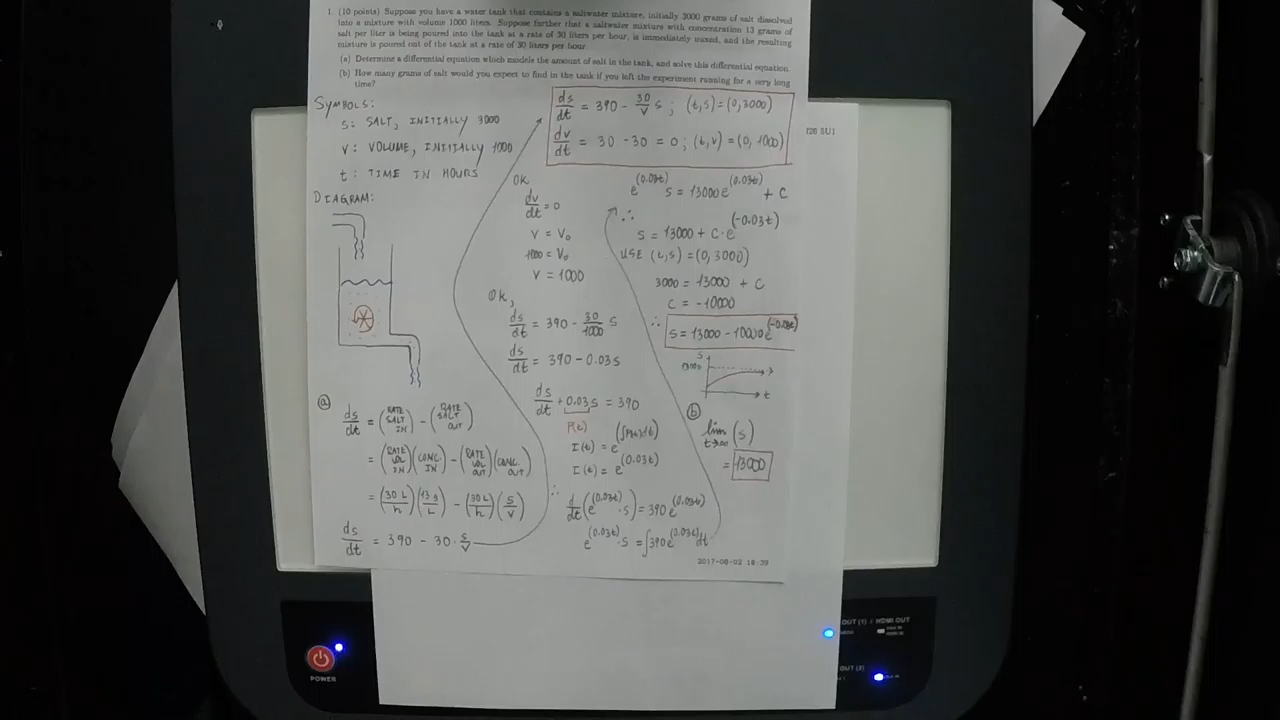 1. (10 points) Suppose you have a water tank that contains a saltwater mixture, initially 3000 grams of salt dissolved
into a mixture with volume 1000 liters. Suppose further that a saltwater mixture with concentration 13 grams of
salt per liter is being poured into the tank at a rate of 30 liters per hour, is immediately mixed, and the resulting
mixture is poured out of the tank at a rate of 30 liters per hour.
(a) Determine a differential equation which models the amount of salt in the tank, and solve this differential equation.
(b) How many grams of salt would you expect to find in the tank if you left the experiment running for a very long
time?
SYMBOLS:
S: SALT, INITIALLY 3000
V: VOLUME, INITIALLY 1000
t: TIME IN HOURS
DIAGRAM:
(a) ds/dt = (RATE SALT IN) - (RATE SALT OUT)
= (RATE VOL IN)(CONC. IN) - (RATE VOL OUT)(CONC. OUT)
= (30 L/h)(13 g/L) - (30 L/h)(S/V)
ds/dt = 390 - 30 · S/V
ds/dt = 390 - 30/V S ; (t,s) = (0,3000)
dv/dt = 30 - 30 = 0 ; (t,v) = (0, 1000)
OK
dv/dt = 0
V = V₀
1000 = V₀
V = 1000
Ok,
ds/dt = 390 - 30/1000 S
ds/dt = 390 - 0.03s
ds/dt + 0.03s = 390
P(t)
I(t) = e^(∫P(t)dt)
I(t) = e^(0.03t)
∴ d/dt (e^(0.03t) · s) = 390e^(0.03t)
e^(0.03t) · s = ∫390e^(0.03t) dt
e^(0.03t) s = 13000e^(0.03t) + C
∴
s = 13000 + C·e^(-0.03t)
USE (t,s) = (0, 3000)
3000 = 13000 + C
C = -10000
∴ s = 13000 - 10000e^(-0.03t)
S
13000
t
(b) lim t→∞ (s)
= 13000
2017-08-02 18:39
POWER
OUT (1) / HDMI OUT
OUT (2)